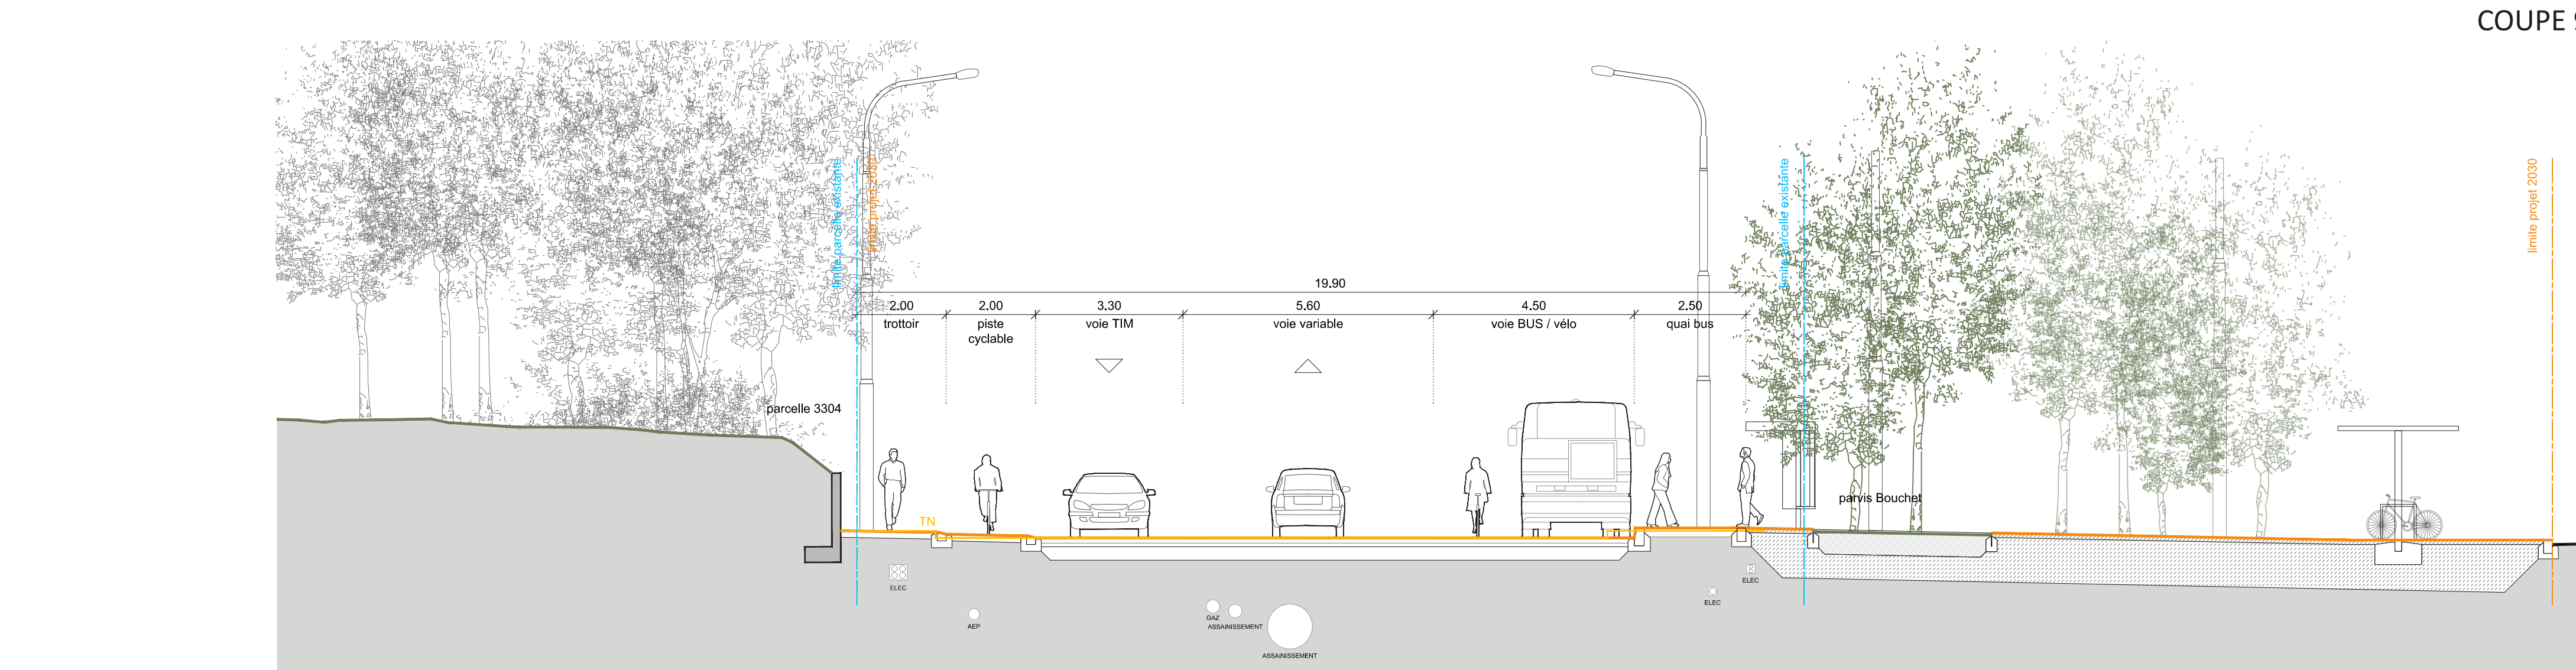 COUPE
limite parcelle existante
limite projet 2030
limite parcelle existante
limite projet 2030
19.90
2.00
2.00
3.30
5.60
4.50
2.50
trottoir
piste
cyclable
voie TIM
voie variable
voie BUS / vélo
quai bus
parcelle 3304
parvis Bouchet
TN
ELEC
AEP
GAZ
ASSAINISSEMENT
ASSAINISSEMENT
ELEC
ELEC